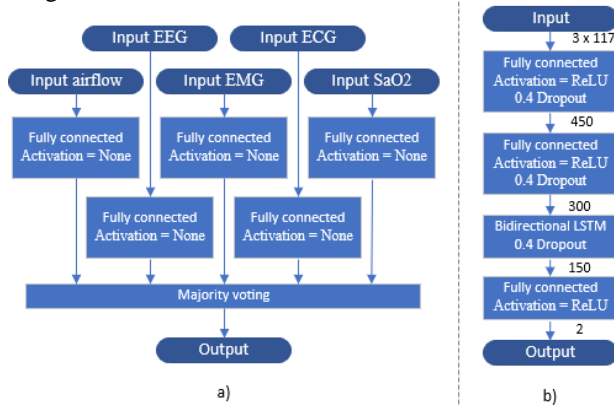 Input EEG
Input ECG
Input airflow
Input EMG
Input SaO2
Fully connected
Activation = None
Fully connected
Activation = None
Fully connected
Activation = None
Fully connected
Activation = None
Fully connected
Activation = None
Majority voting
Output
a)
Input
3 x 117
Fully connected
Activation = ReLU
0.4 Dropout
450
Fully connected
Activation = ReLU
0.4 Dropout
300
Bidirectional LSTM
0.4 Dropout
150
Fully connected
Activation = ReLU
2
Output
b)